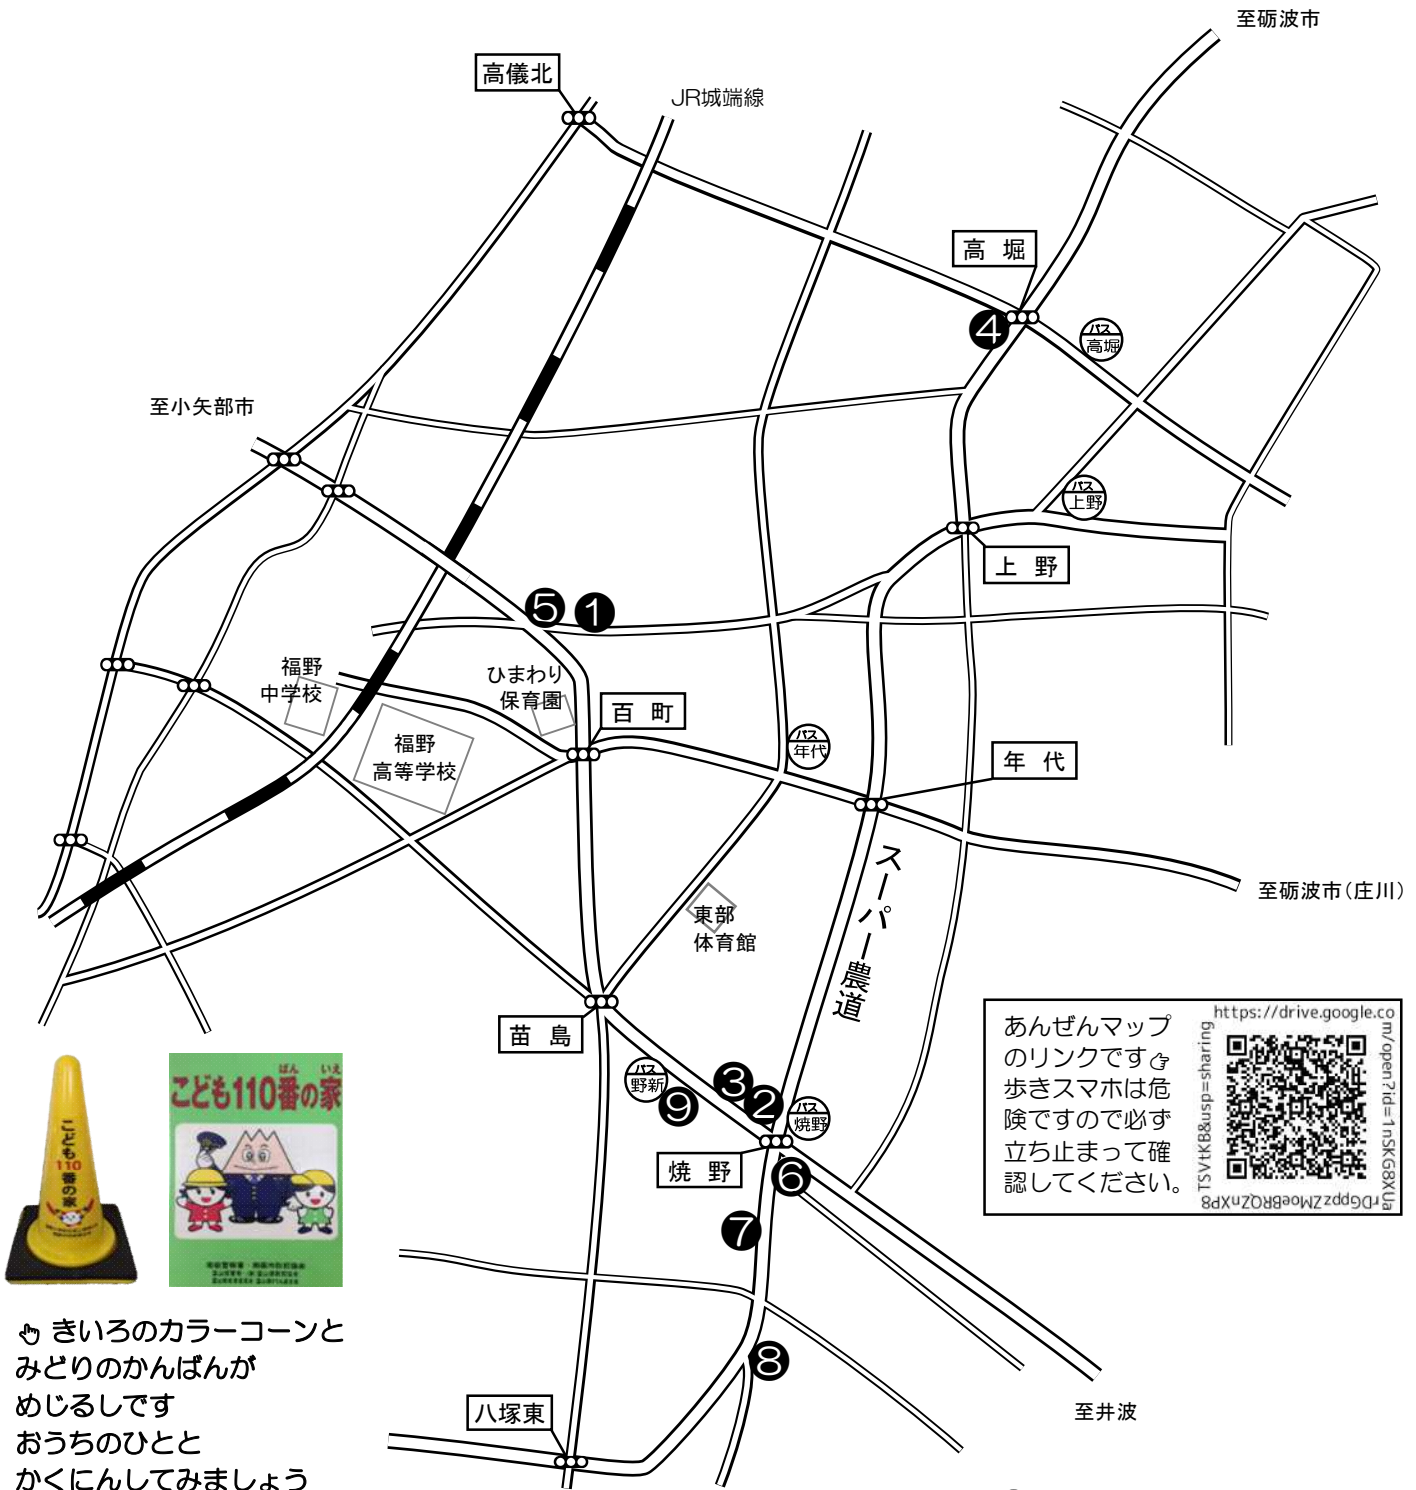 至砺波市
高儀北
JR城端線
高 堀
④
バス
高堀
至小矢部市
バス
上野
上 野
⑤
①
福野
中学校
ひまわり
保育園
百 町
福野
高等学校
バス
年代
年 代
スーパー農道
至砺波市(庄川)
東部
体育館
苗 島
バス
野新
⑨
③
②
バス
焼野
焼 野
⑥
⑦
⑧
八塚東
至井波
あんぜんマップ
のリンクです
歩きスマホは危
険ですので必ず
立ち止まって確
認してください。
https://drive.google.co
m/open?id=1nSKG8XUa
rDGppzZMoeBRQZnXP8
TSVtKB&usp=sharing
こども110番の家
ばん いえ
こども110番の家
きいろのカラーコーンと
みどりのかんばんが
めじるしです
おうちのひとと
かくにんしてみましょう